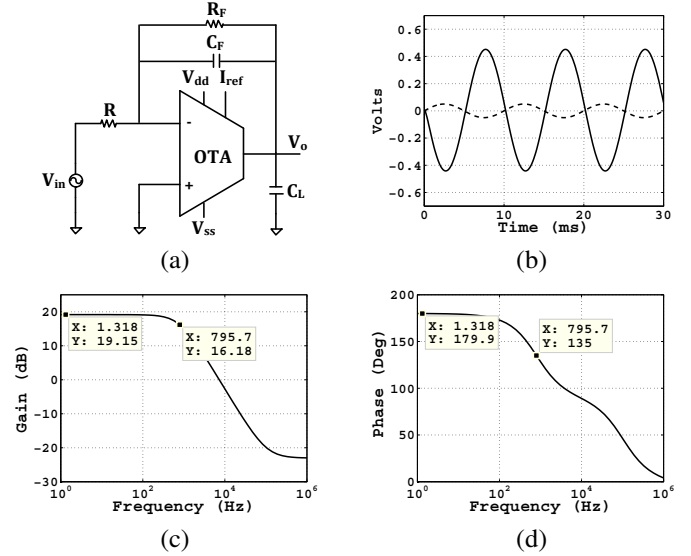 R_F
C_F
V_dd I_ref
R
-
OTA
V_o
V_in
+
C_L
V_ss
(a)
0.6
0.4
0.2
0
-0.2
-0.4
-0.6
Volts
0 10 20 30
Time (ms)
(b)
20
10
0
-10
-20
-30
Gain (dB)
X: 1.318
Y: 19.15
X: 795.7
Y: 16.18
10^0 10^2 10^4 10^6
Frequency (Hz)
(c)
200
150
100
50
0
Phase (Deg)
X: 1.318
Y: 179.9
X: 795.7
Y: 135
10^0 10^2 10^4 10^6
Frequency (Hz)
(d)